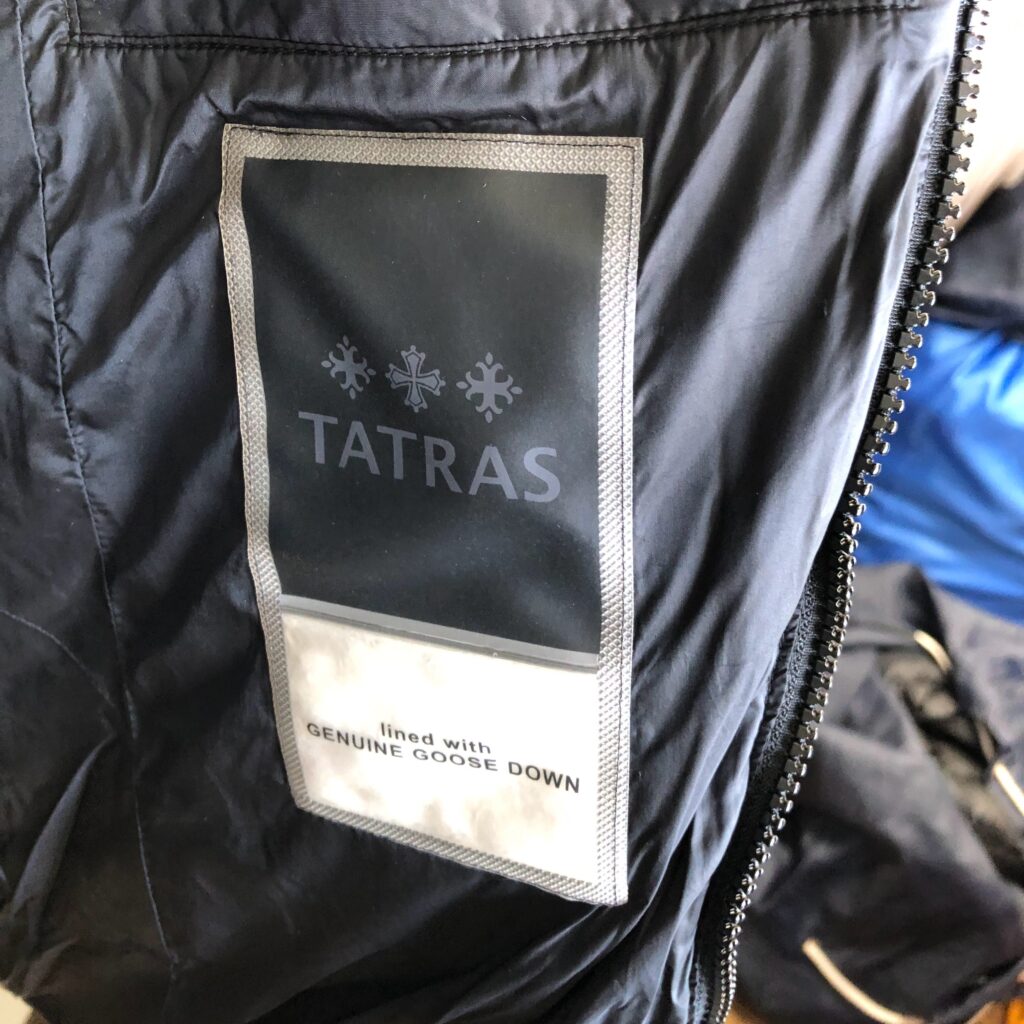 TATRAS
lined with
GENUINE GOOSE DOWN